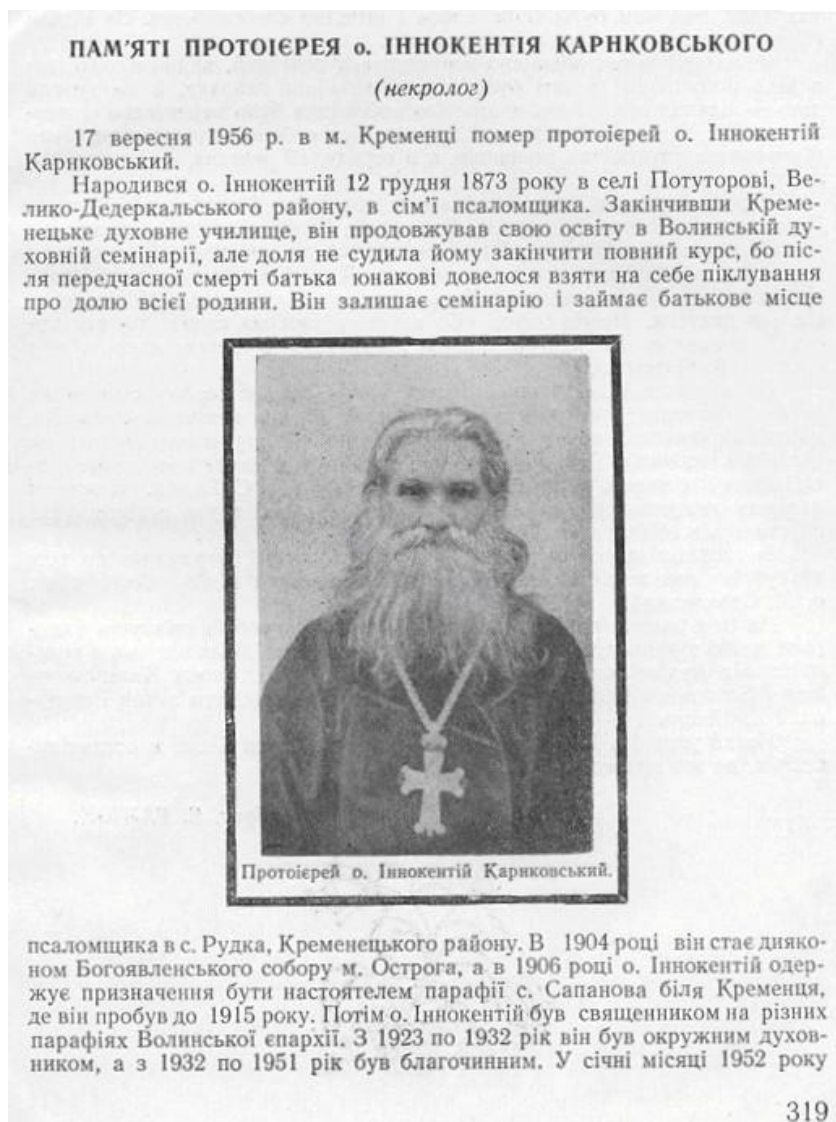 ПАМ'ЯТІ ПРОТОІЄРЕЯ о. ІННОКЕНТІЯ КАРНКОВСЬКОГО
(некролог)
17 вересня 1956 р. в м. Кременці помер протоієрей о. Іннокентій
Карнковський.
Народився о. Іннокентій 12 грудня 1873 року в селі Потуторові, Ве-
лико-Дедеркальського району, в сім'ї псаломщика. Закінчивши Креме-
нецьке духовне училище, він продовжував свою освіту в Волинській ду-
ховній семінарії, але доля не судила йому закінчити повний курс, бо піс-
ля передчасної смерті батька юнакові довелося взяти на себе піклування
про долю всієї родини. Він залишає семінарію і займає батькове місце
Протоієрей о. Іннокентій Карнковський.
псаломщика в с. Рудка, Кременецького району. В 1904 році він стає дияко-
ном Богоявленського собору м. Острога, а в 1906 році о. Іннокентій одер-
жує призначення бути настоятелем парафії с. Сапанова біля Кременця,
де він пробув до 1915 року. Потім о. Іннокентій був священником на різних
парафіях Волинської єпархії. З 1923 по 1932 рік він був окружним духов-
ником, а з 1932 по 1951 рік був благочинним. У січні місяці 1952 року
319